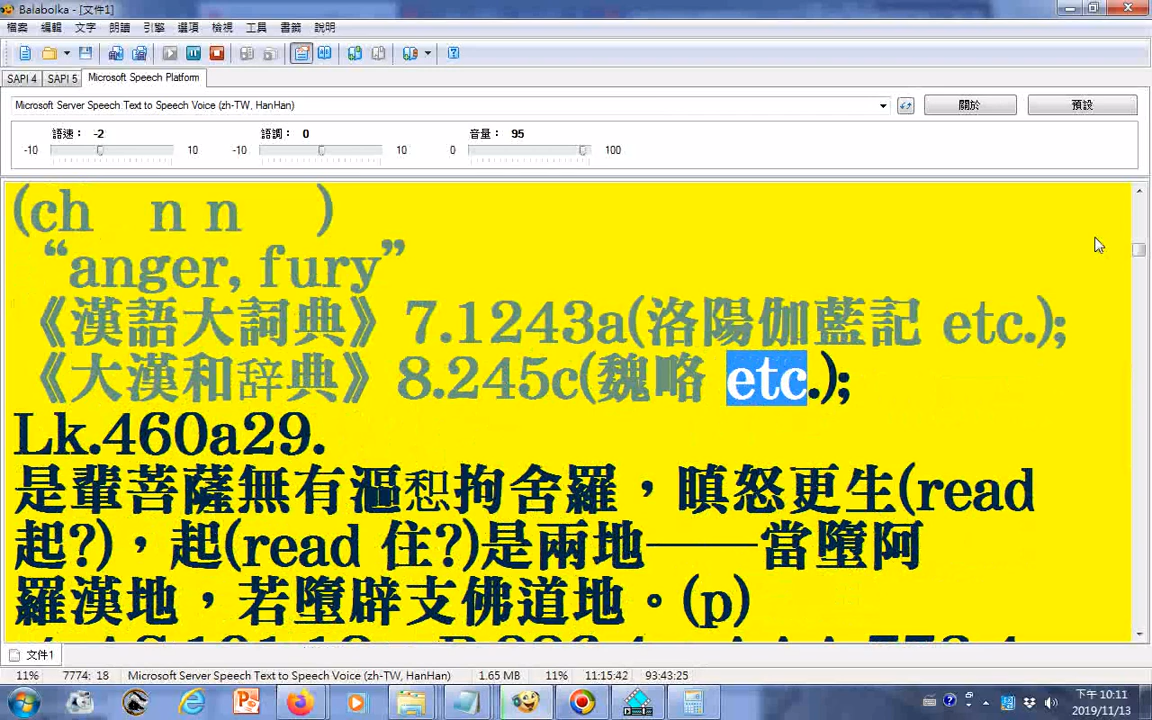 Balabolka - [文件1]
檔案 編輯 文字 朗讀 引擎 選項 檢視 工具 書籤 說明
SAPI 4 SAPI 5 Microsoft Speech Platform
Microsoft Server Speech Text to Speech Voice (zh-TW, HanHan) 關於 預設
語速： -2 語調： 0 音量： 95
-10 10 -10 10 0 100
(ch n n )
“anger, fury”
《漢語大詞典》 7.1243a(洛陽伽藍記 etc.);
《大漢和辞典》 8.245c(魏略 etc.);
Lk.460a29.
是輩菩薩無有漚惒拘舍羅，瞋怒更生(read
起?)，起(read 住?)是兩地──當墮阿
羅漢地，若墮辟支佛道地。(p)
文件1
11% 7774: 18 Microsoft Server Speech Text to Speech Voice (zh-TW, HanHan) 1.65 MB 11% 11:15:42 93:43:25
下午 10:11
2019/11/13